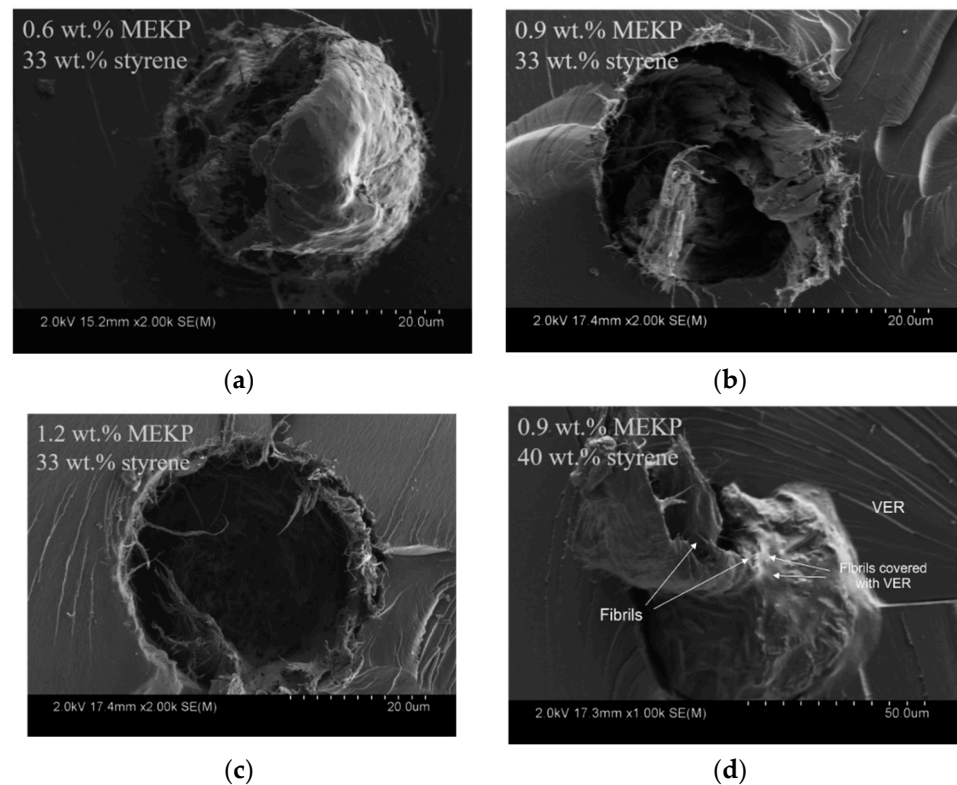 0.6 wt.% MEKP
33 wt.% styrene
2.0kV 15.2mm x2.00k SE(M)
20.0um
(a)
0.9 wt.% MEKP
33 wt.% styrene
2.0kV 17.4mm x2.00k SE(M)
20.0um
(b)
1.2 wt.% MEKP
33 wt.% styrene
2.0kV 17.4mm x2.00k SE(M)
20.0um
(c)
0.9 wt.% MEKP
40 wt.% styrene
VER
Fibrils covered
with VER
Fibrils
2.0kV 17.3mm x1.00k SE(M)
50.0um
(d)